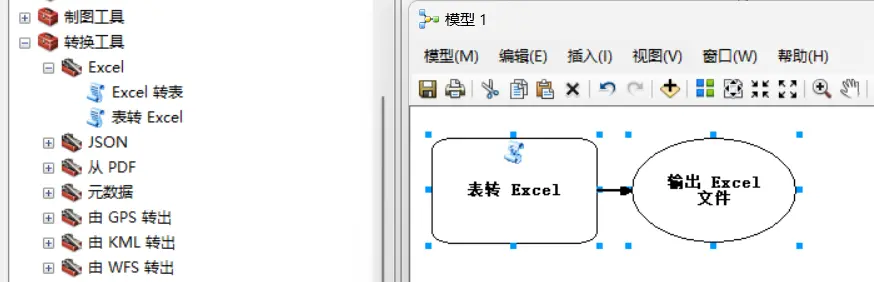 制图工具
转换工具
Excel
Excel 转表
表转 Excel
JSON
从 PDF
元数据
由 GPS 转出
由 KML 转出
由 WFS 转出
模型 1
模型(M) 编辑(E) 插入(I) 视图(V) 窗口(W) 帮助(H)
表转 Excel
输出 Excel
文件